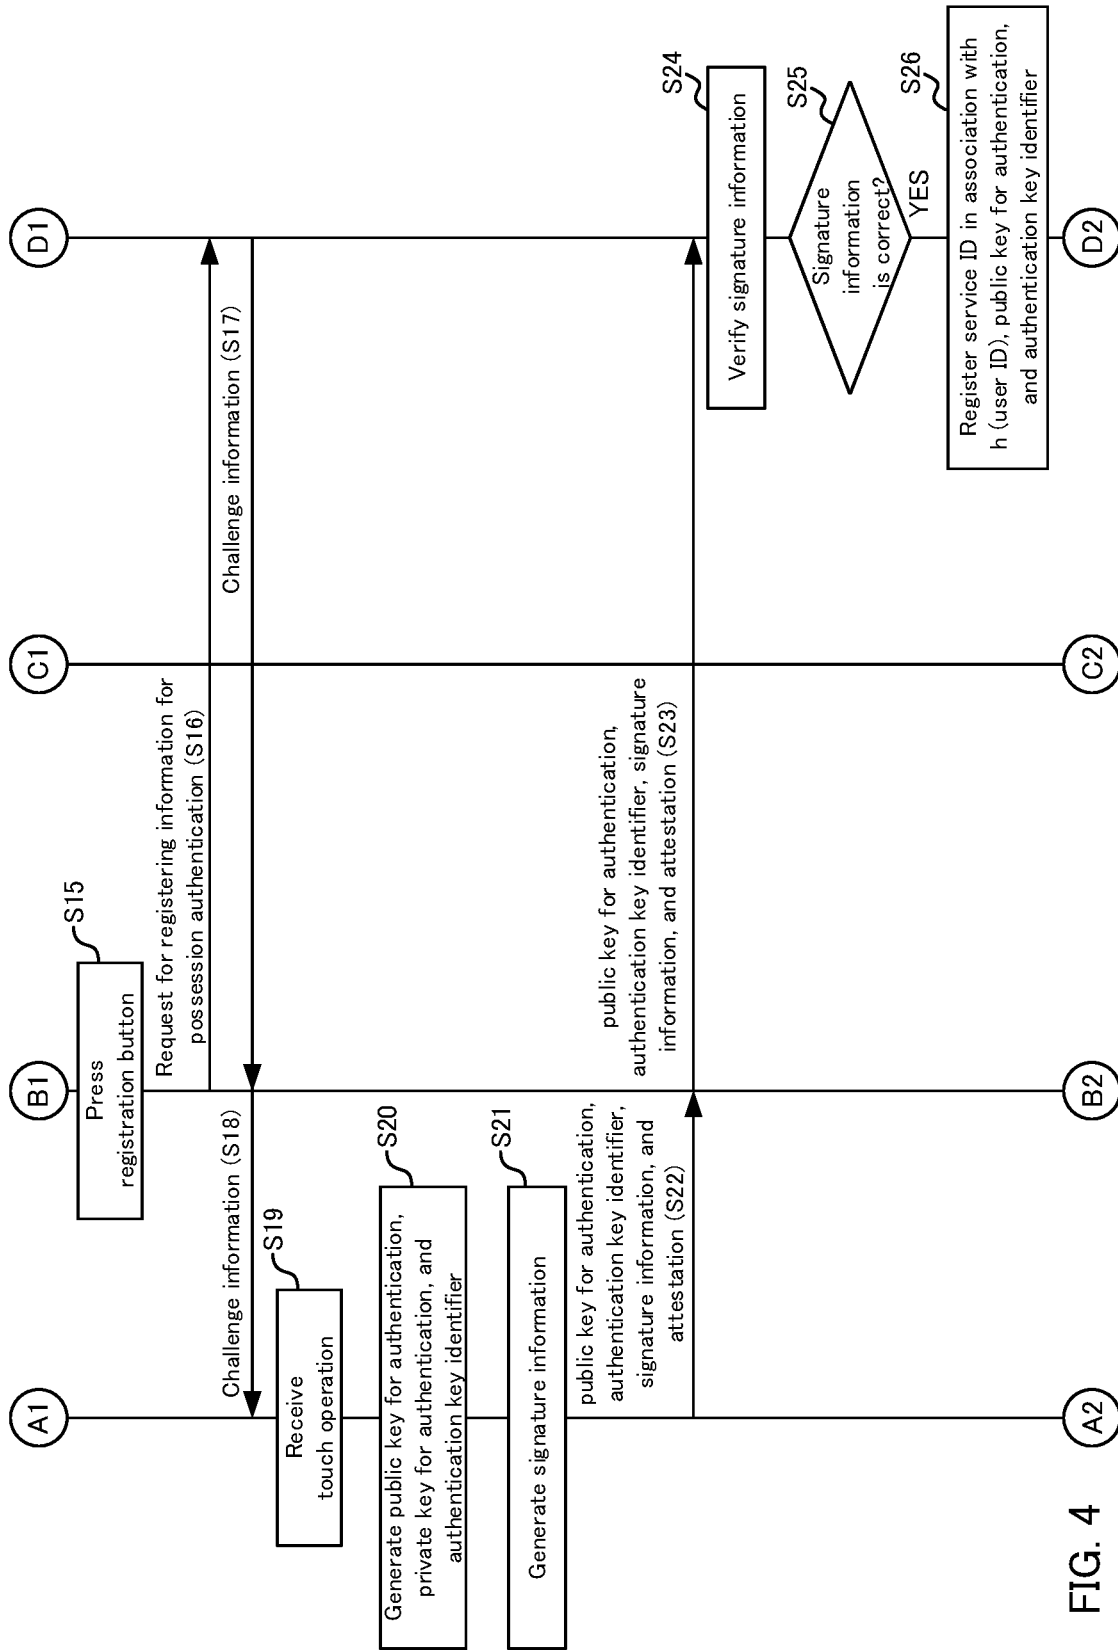 A1
B1
C1
D1
Press
registration button
S15
Request for registering information for
possession authentication (S16)
Challenge information (S17)
Challenge information (S18)
Receive
touch operation
S19
Generate public key for authentication,
private key for authentication, and
authentication key identifier
S20
Generate signature information
S21
public key for authentication,
authentication key identifier,
signature information, and
attestation (S22)
public key for authentication,
authentication key identifier, signature
information, and attestation (S23)
Verify signature information
S24
Signature
information
is correct?
S25
YES
Register service ID in association with
h (user ID), public key for authentication,
and authentication key identifier
S26
A2
B2
C2
D2
FIG. 4